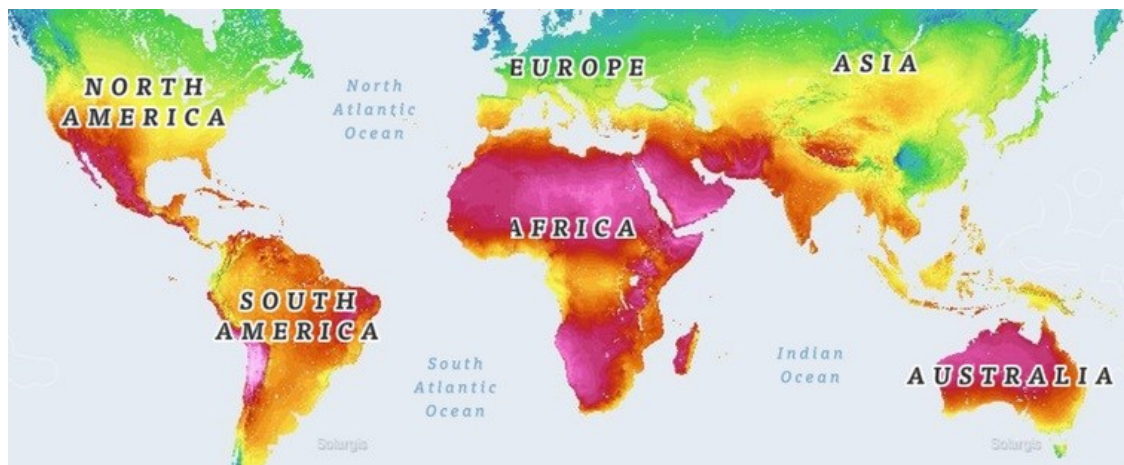 NORTH
AMERICA
North
Atlantic
Ocean
EUROPE
ASIA
AFRICA
SOUTH
AMERICA
South
Atlantic
Ocean
Indian
Ocean
AUSTRALIA
Solargis
Solargis